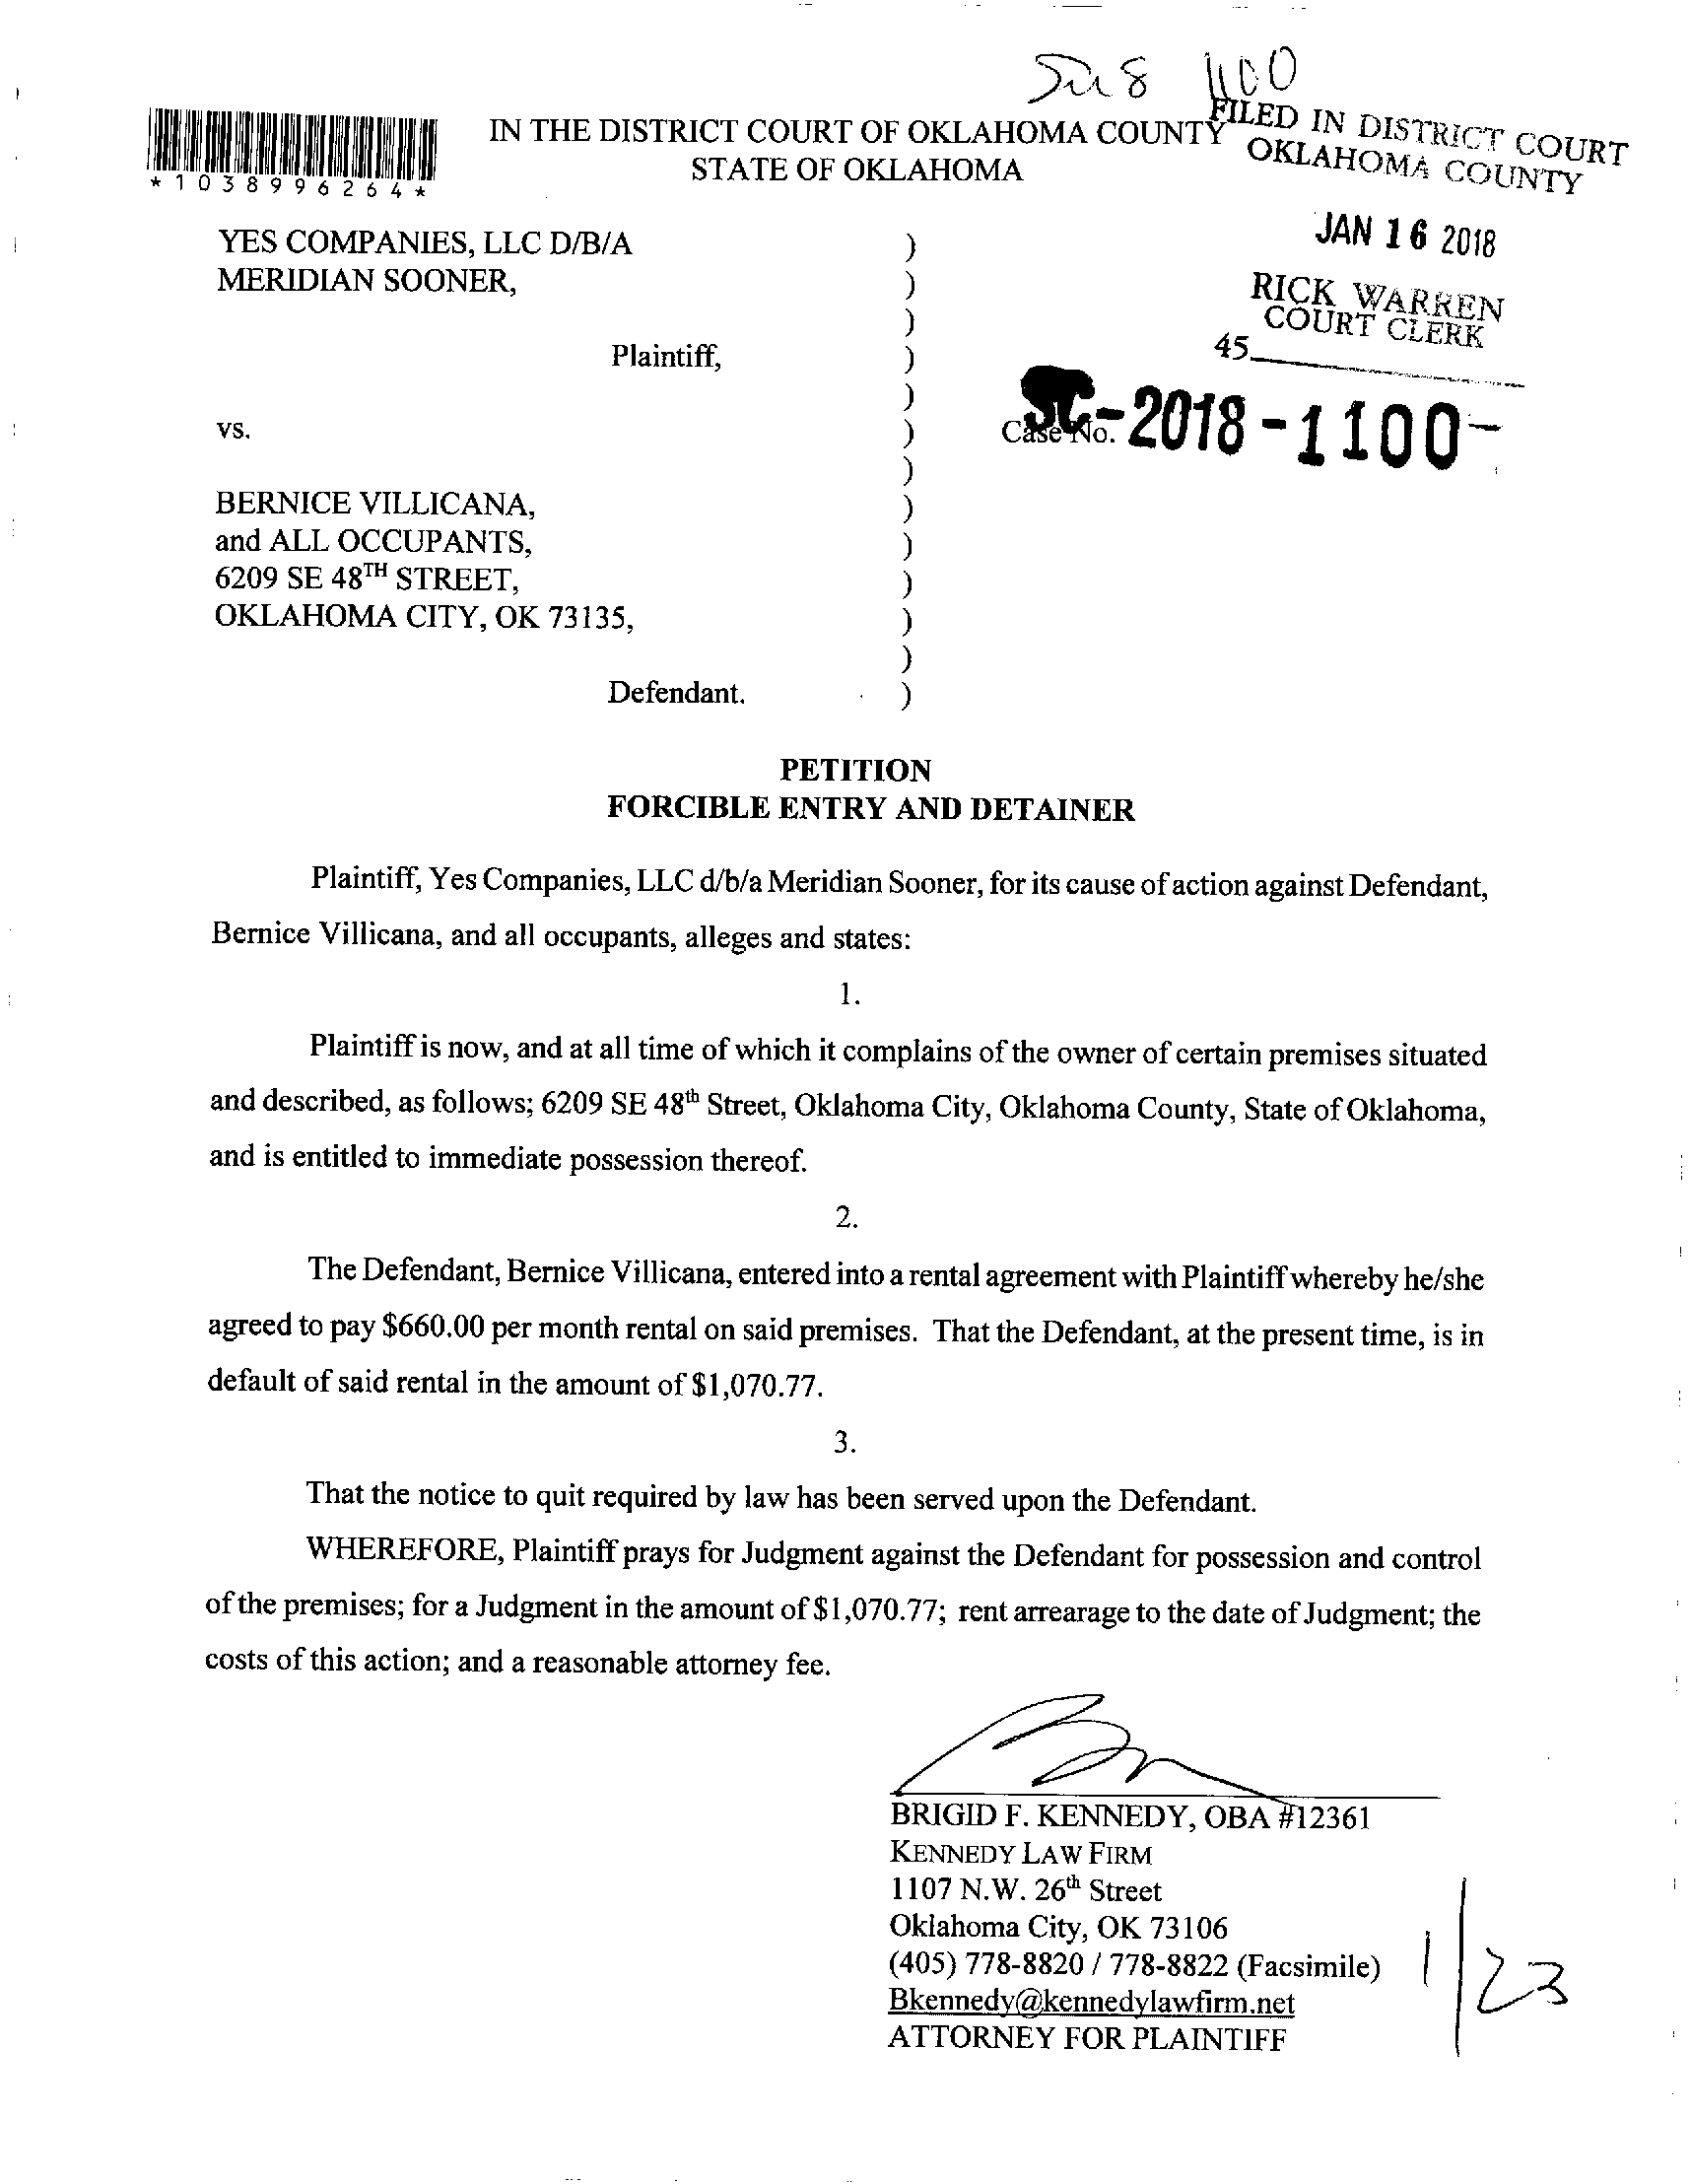 1100
IN THE DISTRICT COURT OF OKLAHOMA COUNTY
STATE OF OKLAHOMA
FILED IN DISTRICT COURT
OKLAHOMA COUNTY
*1038996264*
JAN 16 2018
RICK WARREN
COURT CLERK
45
YES COMPANIES, LLC D/B/A )
MERIDIAN SOONER, )
)
Plaintiff, )
)
vs. ) Case No. SC-2018-1100-
)
BERNICE VILLICANA, )
and ALL OCCUPANTS, )
6209 SE 48TH STREET, )
OKLAHOMA CITY, OK 73135, )
)
Defendant. )
PETITION
FORCIBLE ENTRY AND DETAINER
Plaintiff, Yes Companies, LLC d/b/a Meridian Sooner, for its cause of action against Defendant,
Bernice Villicana, and all occupants, alleges and states:
1.
Plaintiff is now, and at all time of which it complains of the owner of certain premises situated
and described, as follows; 6209 SE 48th Street, Oklahoma City, Oklahoma County, State of Oklahoma,
and is entitled to immediate possession thereof.
2.
The Defendant, Bernice Villicana, entered into a rental agreement with Plaintiff whereby he/she
agreed to pay $660.00 per month rental on said premises. That the Defendant, at the present time, is in
default of said rental in the amount of $1,070.77.
3.
That the notice to quit required by law has been served upon the Defendant.
WHEREFORE, Plaintiff prays for Judgment against the Defendant for possession and control
of the premises; for a Judgment in the amount of $1,070.77; rent arrearage to the date of Judgment; the
costs of this action; and a reasonable attorney fee.
BRIGID F. KENNEDY, OBA #12361
KENNEDY LAW FIRM
1107 N.W. 26th Street
Oklahoma City, OK 73106
(405) 778-8820 / 778-8822 (Facsimile)
Bkennedy@kennedylawfirm.net
ATTORNEY FOR PLAINTIFF
1/23